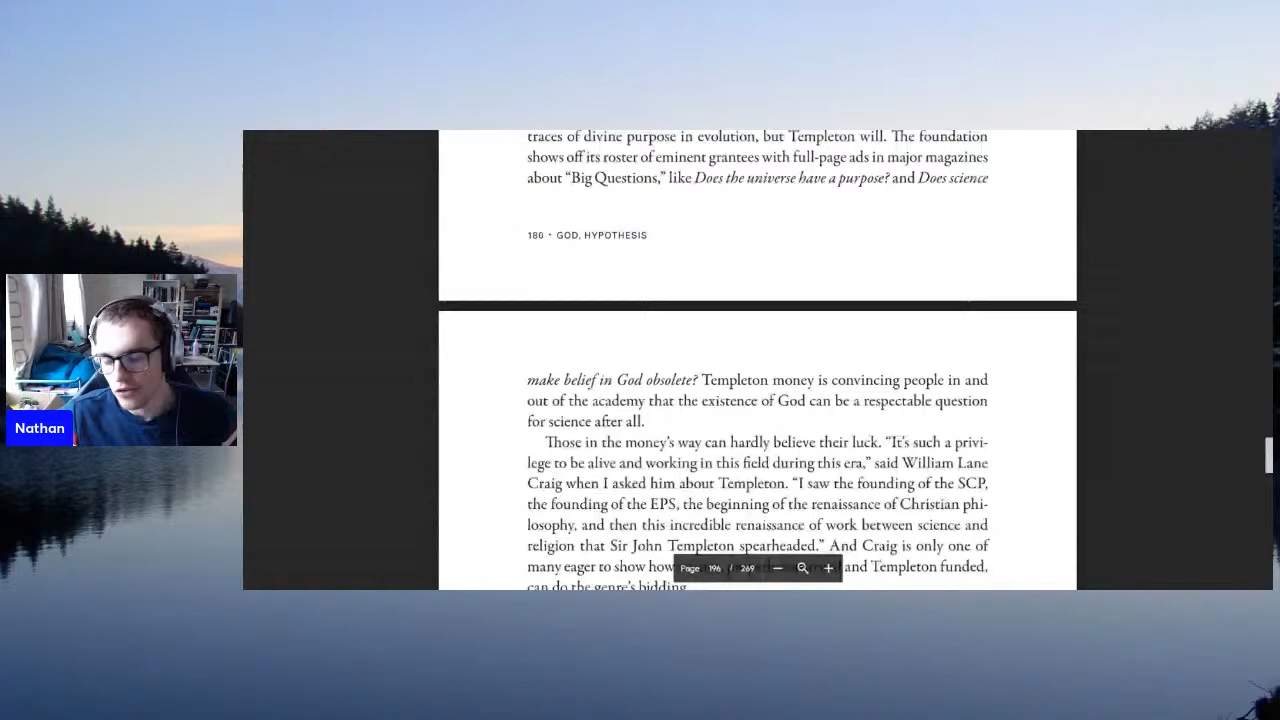 traces of divine purpose in evolution, but Templeton will. The foundation
shows off its roster of eminent grantees with full-page ads in major magazines
about “Big Questions,” like Does the universe have a purpose? and Does science
180 • GOD, HYPOTHESIS
make belief in God obsolete? Templeton money is convincing people in and
out of the academy that the existence of God can be a respectable question
for science after all.
Those in the money’s way can hardly believe their luck. “It’s such a privi-
lege to be alive and working in this field during this era,” said William Lane
Craig when I asked him about Templeton. “I saw the founding of the SCP,
the founding of the EPS, the beginning of the renaissance of Christian phi-
losophy, and then this incredible renaissance of work between science and
religion that Sir John Templeton spearheaded.” And Craig is only one of
many eager to show how and Templeton funded,
can do the genre’s bidding.
Page 196 / 269
Nathan